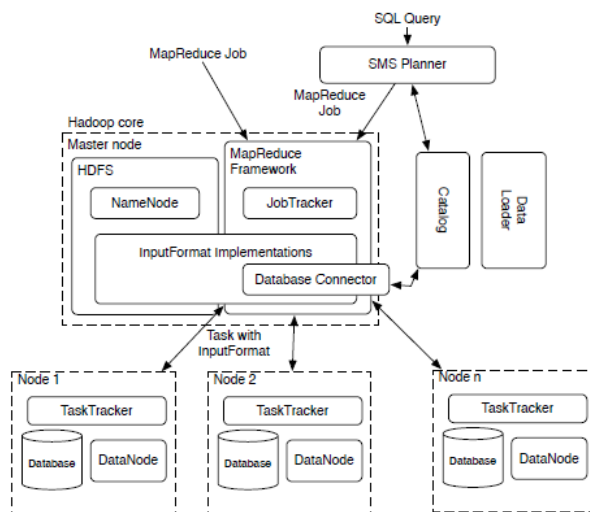 SQL Query
SMS Planner
MapReduce Job
MapReduce
Job
Hadoop core
Master node
HDFS
MapReduce
Framework
NameNode
JobTracker
InputFormat Implementations
Database Connector
Catalog
Data
Loader
Task with
InputFormat
Node 1
TaskTracker
Database
DataNode
Node 2
TaskTracker
Database
DataNode
Node n
TaskTracker
Database
DataNode